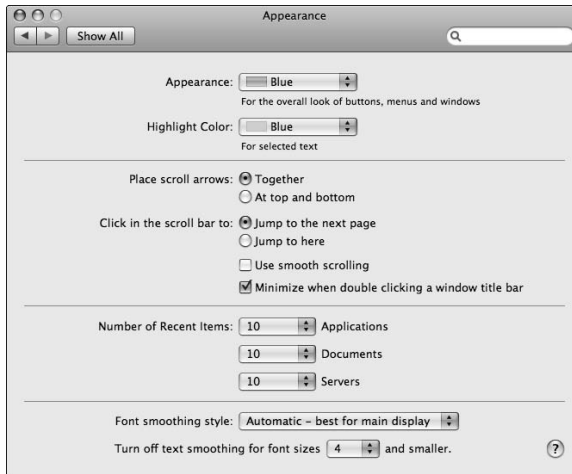 Appearance
Show All
Appearance: Blue
For the overall look of buttons, menus and windows
Highlight Color: Blue
For selected text
Place scroll arrows: Together
At top and bottom
Click in the scroll bar to: Jump to the next page
Jump to here
Use smooth scrolling
Minimize when double clicking a window title bar
Number of Recent Items: 10 Applications
10 Documents
10 Servers
Font smoothing style: Automatic – best for main display
Turn off text smoothing for font sizes 4 and smaller. ?